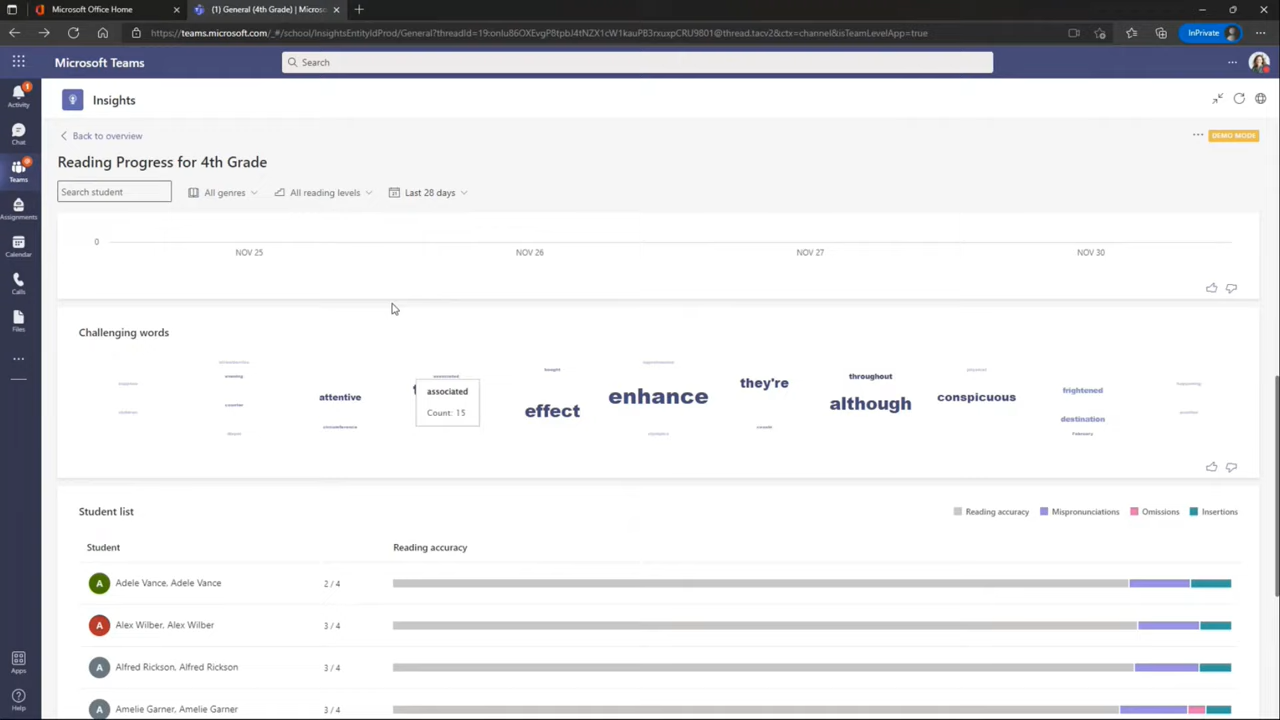 Microsoft Office Home
(1) General (4th Grade) | Micros
https://teams.microsoft.com/_#/school/InsightsEntityIdProd/General?threadId=19:onlu86OXEvgP8tpbJ4tNZX1cW1kauPB3rxuxpCRU9801@thread.tacv2&ctx=channel&isTeamLevelApp=true
InPrivate
Microsoft Teams
Search
Activity
Chat
Teams
Assignments
Calendar
Calls
Files
Apps
Help
Insights
Back to overview
DEMO MODE
Reading Progress for 4th Grade
Search student
All genres
All reading levels
Last 28 days
0
NOV 25
NOV 26
NOV 27
NOV 30
Challenging words
attentive
circumference
associated
associated
Count: 15
effect
enhance
they're
throughout
although
physical
conspicuous
frightened
destination
February
Student list
Reading accuracy
Mispronunciations
Omissions
Insertions
Student
Reading accuracy
Adele Vance, Adele Vance
2 / 4
Alex Wilber, Alex Wilber
3 / 4
Alfred Rickson, Alfred Rickson
3 / 4
Amelie Garner, Amelie Garner
3 / 4